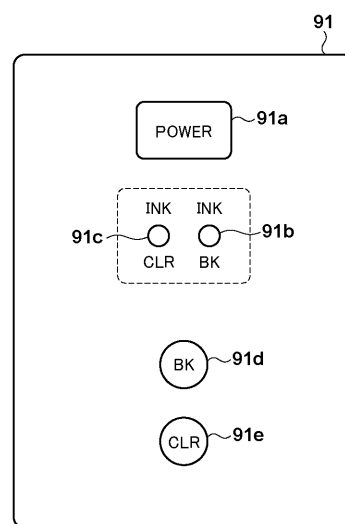 91
POWER 91a
INK INK
91c 91b
CLR BK
BK 91d
CLR 91e